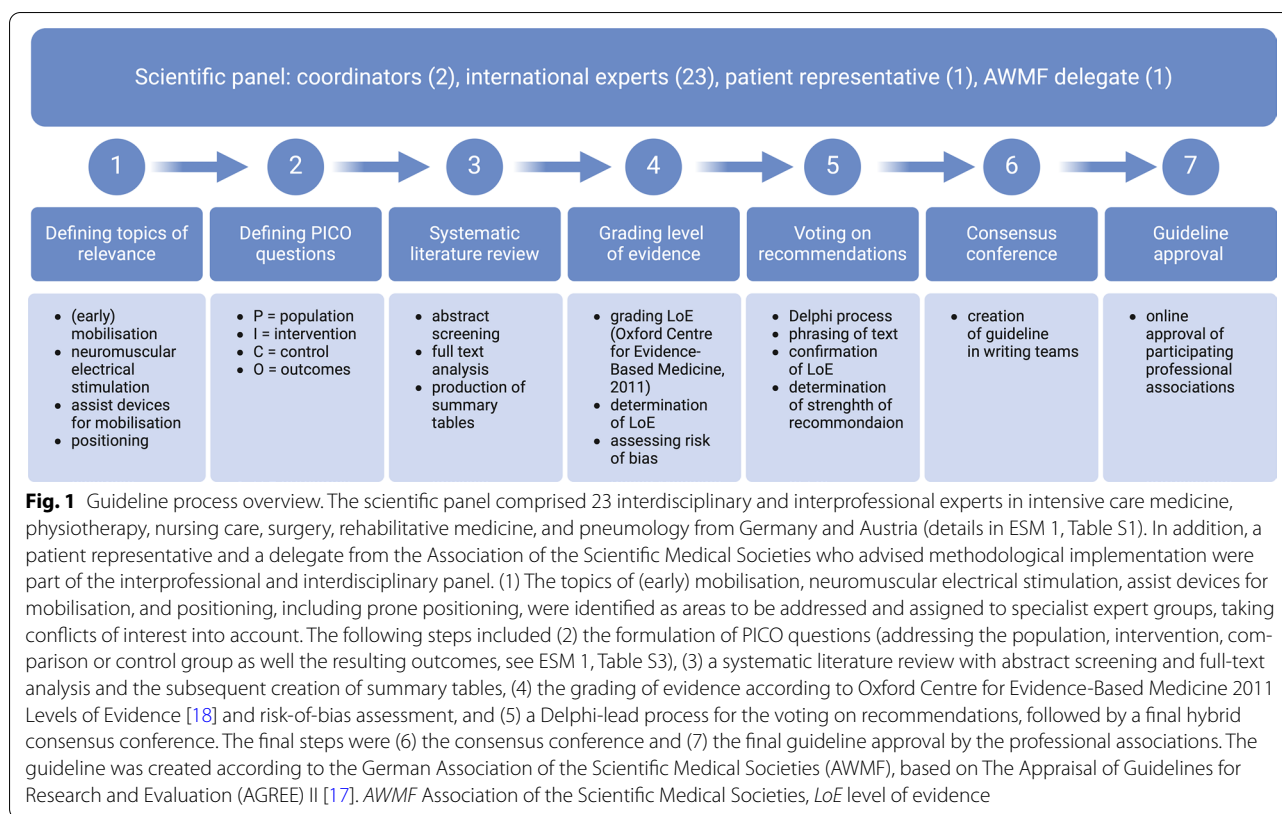 Scientific panel: coordinators (2), international experts (23), patient representative (1), AWMF delegate (1)
1
2
3
4
5
6
7
Defining topics of
relevance
Defining PICO
questions
Systematic
literature review
Grading level
of evidence
Voting on
recommendations
Consensus
conference
Guideline
approval
• (early)
mobilisation
• neuromuscular
electrical
stimulation
• assist devices
for mobilisation
• positioning
• P = population
• I = intervention
• C = control
• O = outcomes
• abstract
screening
• full text
analysis
• production of
summary
tables
• grading LoE
(Oxford Centre
for Evidence-
Based Medicine,
2011)
• determination
of LoE
• assessing risk
of bias
• Delphi process
• phrasing of text
• confirmation
of LoE
• determination
of strenghth of
recommondaion
• creation
of guideline
in writing teams
• online
approval of
participating
professional
associations
Fig. 1 Guideline process overview. The scientific panel comprised 23 interdisciplinary and interprofessional experts in intensive care medicine,
physiotherapy, nursing care, surgery, rehabilitative medicine, and pneumology from Germany and Austria (details in ESM 1, Table S1). In addition, a
patient representative and a delegate from the Association of the Scientific Medical Societies who advised methodological implementation were
part of the interprofessional and interdisciplinary panel. (1) The topics of (early) mobilisation, neuromuscular electrical stimulation, assist devices for
mobilisation, and positioning, including prone positioning, were identified as areas to be addressed and assigned to specialist expert groups, taking
conflicts of interest into account. The following steps included (2) the formulation of PICO questions (addressing the population, intervention, com-
parison or control group as well the resulting outcomes, see ESM 1, Table S3), (3) a systematic literature review with abstract screening and full-text
analysis and the subsequent creation of summary tables, (4) the grading of evidence according to Oxford Centre for Evidence-Based Medicine 2011
Levels of Evidence [18] and risk-of-bias assessment, and (5) a Delphi-lead process for the voting on recommendations, followed by a final hybrid
consensus conference. The final steps were (6) the consensus conference and (7) the final guideline approval by the professional associations. The
guideline was created according to the German Association of the Scientific Medical Societies (AWMF), based on The Appraisal of Guidelines for
Research and Evaluation (AGREE) II [17]. AWMF Association of the Scientific Medical Societies, LoE level of evidence